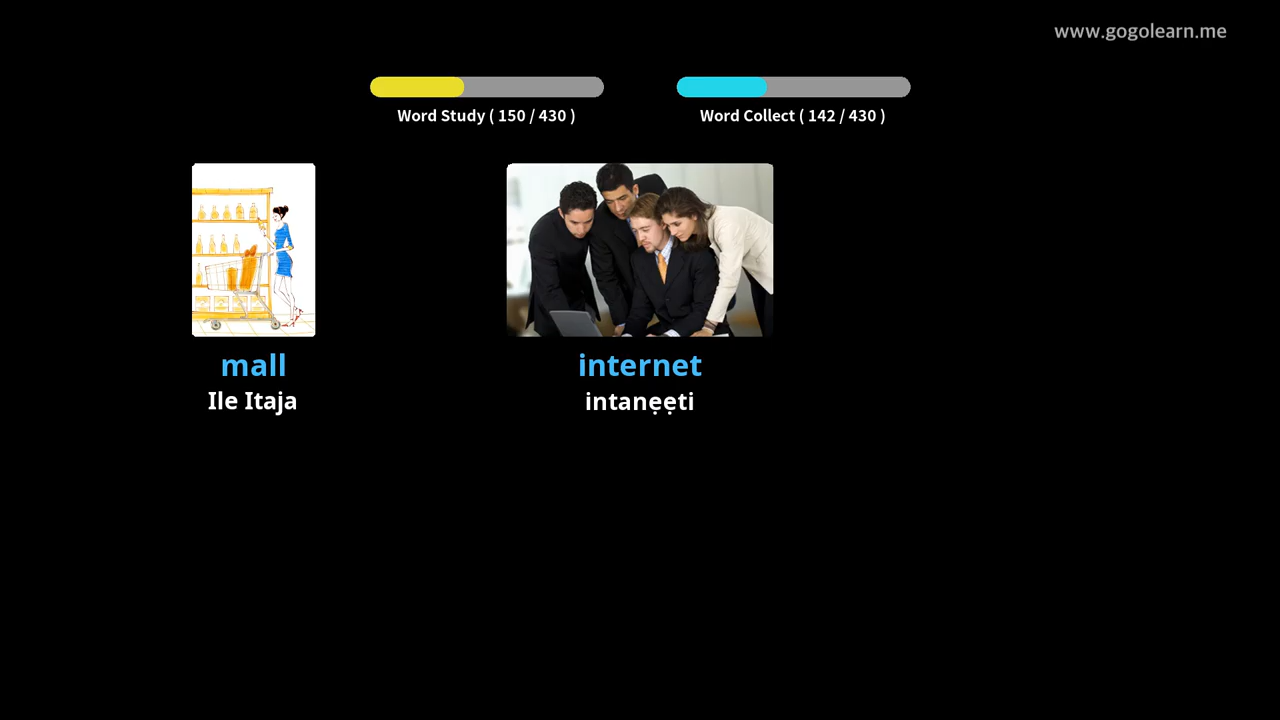 www.gogolearn.me
Word Study ( 150 / 430 )
Word Collect ( 142 / 430 )
mall
Ile Itaja
internet
intanẹẹti